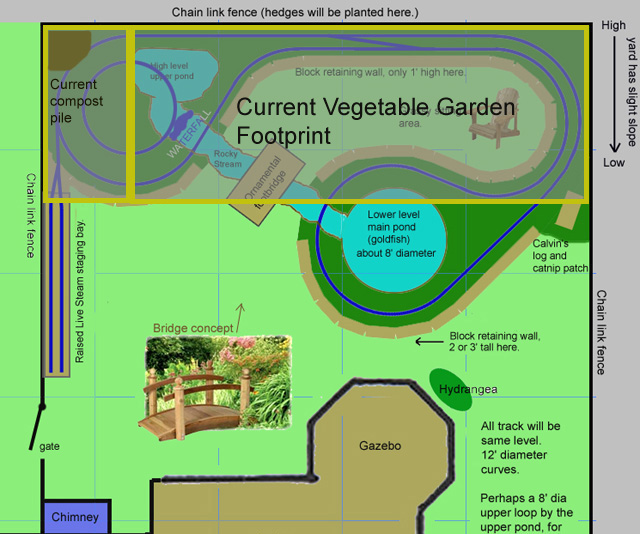 Chain link fence (hedges will be planted here.)
High
yard has slight slope
Low
Current
compost
pile
High level
upper pond
Block retaining wall, only 1' high here.
Current Vegetable Garden
Footprint
area.
WATERFALL
Rocky
Stream
Ornamental
footbridge
Chain link fence
Raised Live Steam staging bay
Lower level
main pond
(goldfish)
about 8' diameter
Calvin's
log and
catnip patch
Chain link fence
Bridge concept
Block retaining wall,
2 or 3' tall here.
Hydrangea
gate
Gazebo
All track will be
same level.
12' diameter
curves.
Perhaps a 8' dia
upper loop by the
upper pond, for
Chimney